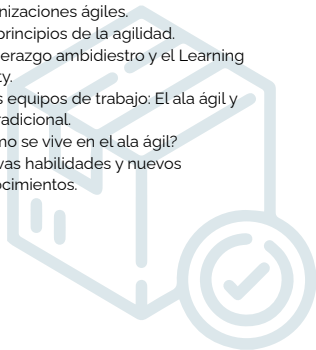 nizaciones ágiles.
principios de la agilidad.
erazgo ambidiestro y el Learning
ty.
s equipos de trabajo: El ala ágil y
radicional.
mo se vive en el ala ágil?
vas habilidades y nuevos
ocimientos.